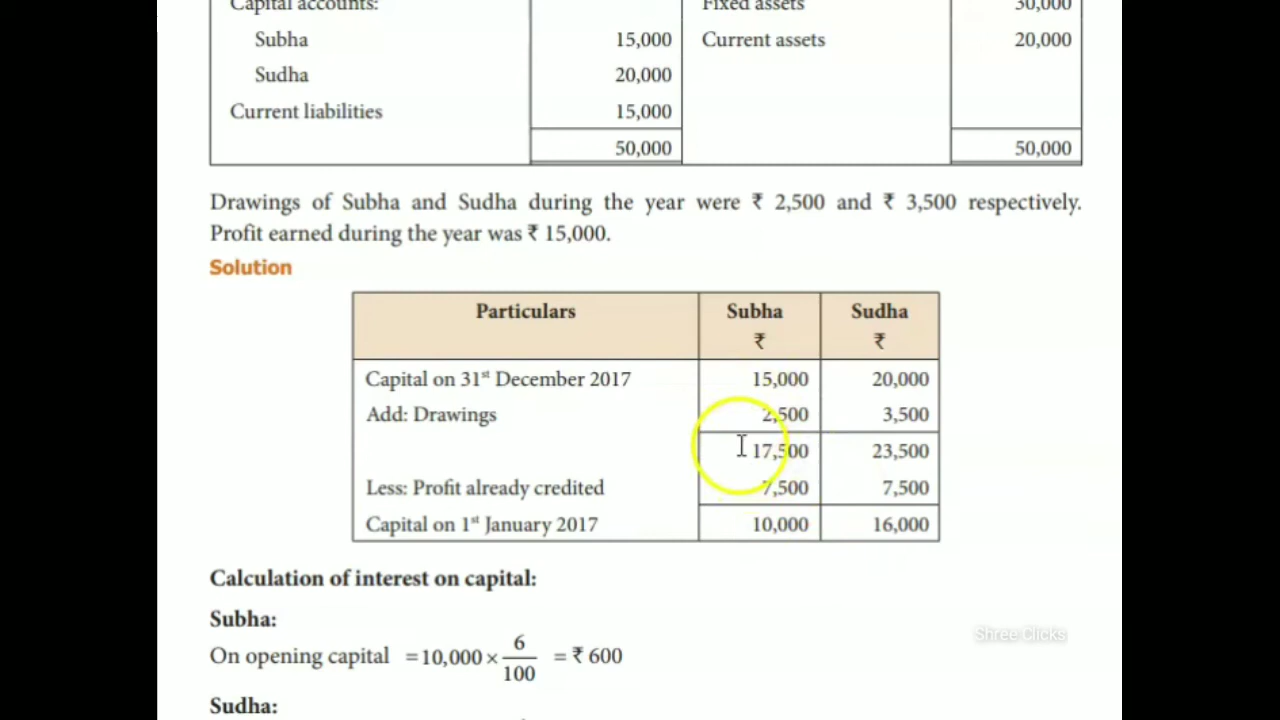 Capital accounts: Fixed assets 30,000
Subha 15,000 Current assets 20,000
Sudha 20,000
Current liabilities 15,000
50,000 50,000
Drawings of Subha and Sudha during the year were ₹ 2,500 and ₹ 3,500 respectively.
Profit earned during the year was ₹ 15,000.
Solution
Particulars Subha Sudha
₹ ₹
Capital on 31st December 2017 15,000 20,000
Add: Drawings 2,500 3,500
17,500 23,500
Less: Profit already credited 7,500 7,500
Capital on 1st January 2017 10,000 16,000
Calculation of interest on capital:
Subha:
On opening capital = 10,000 × 6/100 = ₹ 600
Shree Clicks
Sudha: